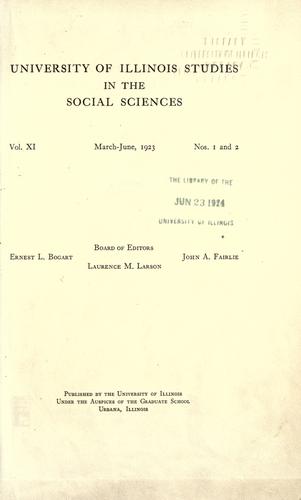 UNIVERSITY OF ILLINOIS STUDIES
IN THE
SOCIAL SCIENCES
Vol. XI March-June, 1923 Nos. 1 and 2
THE LIBRARY OF THE
JUN 23 1924
UNIVERSITY OF ILLINOIS
Board of Editors
Ernest L. Bogart John A. Fairlie
Laurence M. Larson
Published by the University of Illinois
Under the Auspices of the Graduate School
Urbana, Illinois